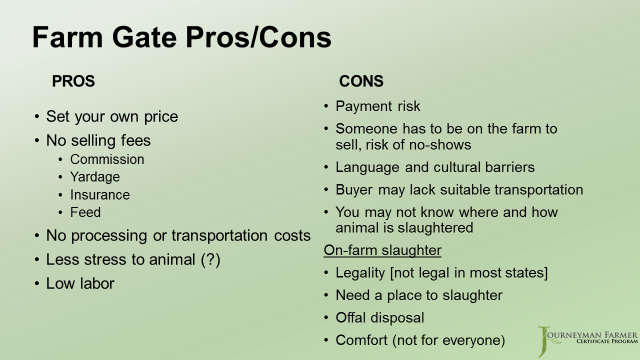 Farm Gate Pros/Cons
PROS
• Set your own price
• No selling fees
• Commission
• Yardage
• Insurance
• Feed
• No processing or transportation costs
• Less stress to animal (?)
• Low labor
CONS
• Payment risk
• Someone has to be on the farm to
sell, risk of no-shows
• Language and cultural barriers
• Buyer may lack suitable transportation
• You may not know where and how
animal is slaughtered
On-farm slaughter
• Legality [not legal in most states]
• Need a place to slaughter
• Offal disposal
• Comfort (not for everyone)
JOURNEYMAN FARMER
CERTIFICATE PROGRAM